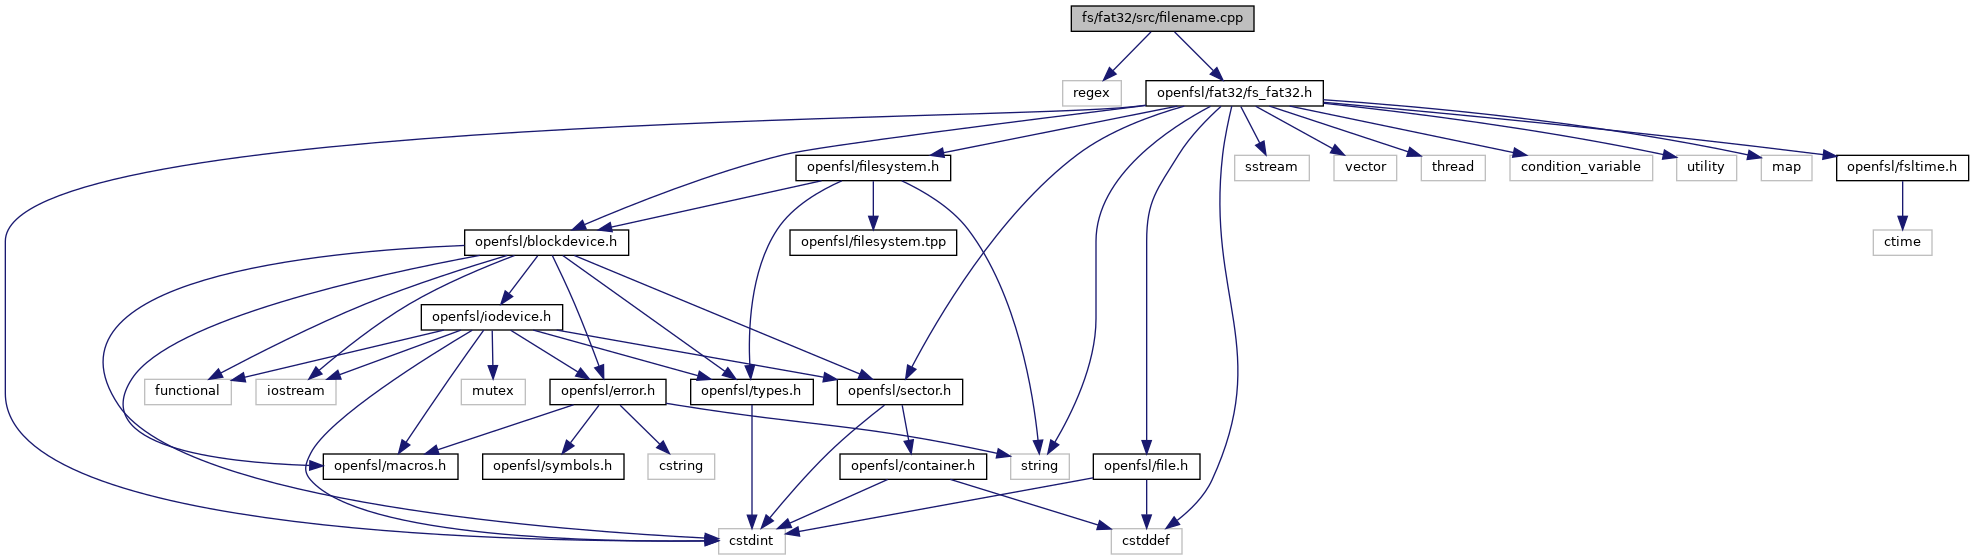 fs/fat32/src/filename.cpp
regex
openfsl/fat32/fs_fat32.h
openfsl/filesystem.h
sstream
vector
thread
condition_variable
utility
map
openfsl/fsltime.h
openfsl/blockdevice.h
openfsl/filesystem.tpp
ctime
openfsl/iodevice.h
functional
iostream
mutex
openfsl/error.h
openfsl/types.h
openfsl/sector.h
openfsl/macros.h
openfsl/symbols.h
cstring
openfsl/container.h
string
openfsl/file.h
cstdint
cstddef